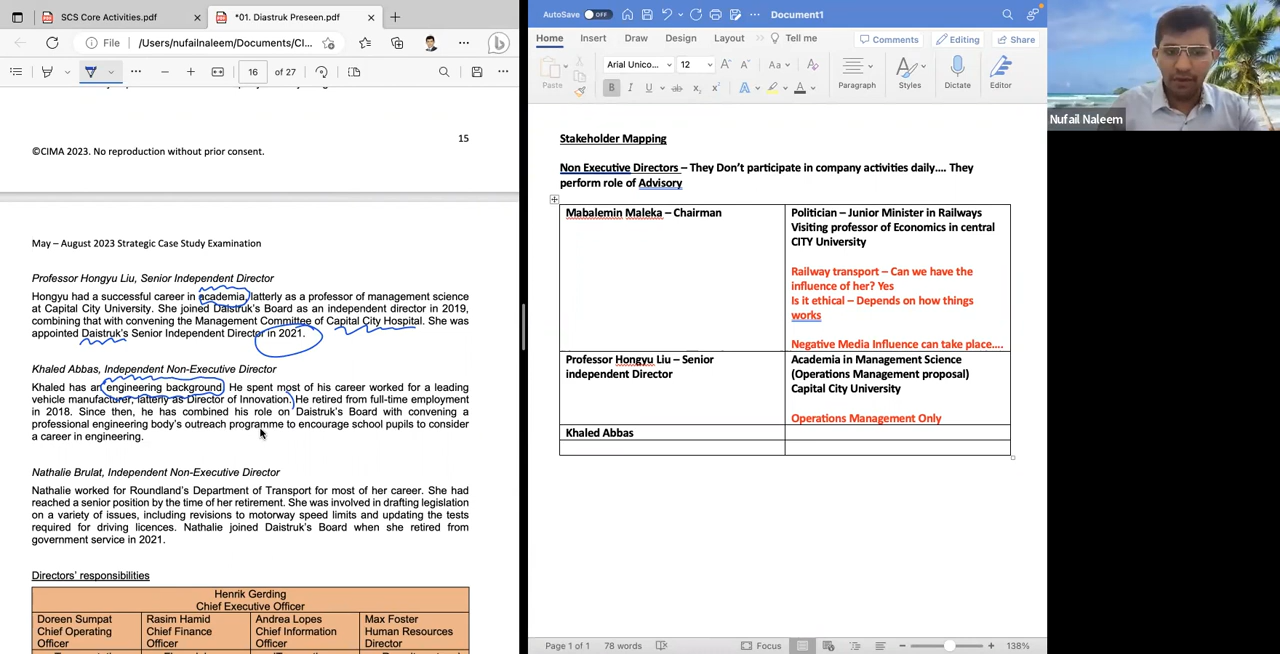 SCS Core Activities.pdf
*01. Diastruk Preseen.pdf
File
/Users/nufailnaleem/Documents/CI...
16 of 27
15
©CIMA 2023. No reproduction without prior consent.
May – August 2023 Strategic Case Study Examination
Professor Hongyu Liu, Senior Independent Director
Hongyu had a successful career in academia, latterly as a professor of management science
at Capital City University. She joined Daistruk's Board as an independent director in 2019,
combining that with convening the Management Committee of Capital City Hospital. She was
appointed Daistruk's Senior Independent Director in 2021.
Khaled Abbas, Independent Non-Executive Director
Khaled has an engineering background. He spent most of his career worked for a leading
vehicle manufacturer, latterly as Director of Innovation. He retired from full-time employment
in 2018. Since then, he has combined his role on Daistruk's Board with convening a
professional engineering body's outreach programme to encourage school pupils to consider
a career in engineering.
Nathalie Brulat, Independent Non-Executive Director
Nathalie worked for Roundland's Department of Transport for most of her career. She had
reached a senior position by the time of her retirement. She was involved in drafting legislation
on a variety of issues, including revisions to motorway speed limits and updating the tests
required for driving licences. Nathalie joined Daistruk's Board when she retired from
government service in 2021.
Directors' responsibilities
Henrik Gerding
Chief Executive Officer
Doreen Sumpat
Chief Operating
Officer
Rasim Hamid
Chief Finance
Officer
Andrea Lopes
Chief Information
Officer
Max Foster
Human Resources
Director
AutoSave OFF
Document1
Home Insert Draw Design Layout Tell me
Comments Editing Share
Paste
Arial Unico... 12
Paragraph Styles Dictate Editor
Stakeholder Mapping
Non Executive Directors – They Don't participate in company activities daily.... They
perform role of Advisory
Mabalemin Maleka – Chairman
Politician – Junior Minister in Railways
Visiting professor of Economics in central
CITY University
Railway transport – Can we have the
influence of her? Yes
Is it ethical – Depends on how things
works
Negative Media Influence can take place....
Professor Hongyu Liu – Senior
independent Director
Academia in Management Science
(Operations Management proposal)
Capital City University
Operations Management Only
Khaled Abbas
Page 1 of 1 78 words
Focus
138%
Nufail Naleem